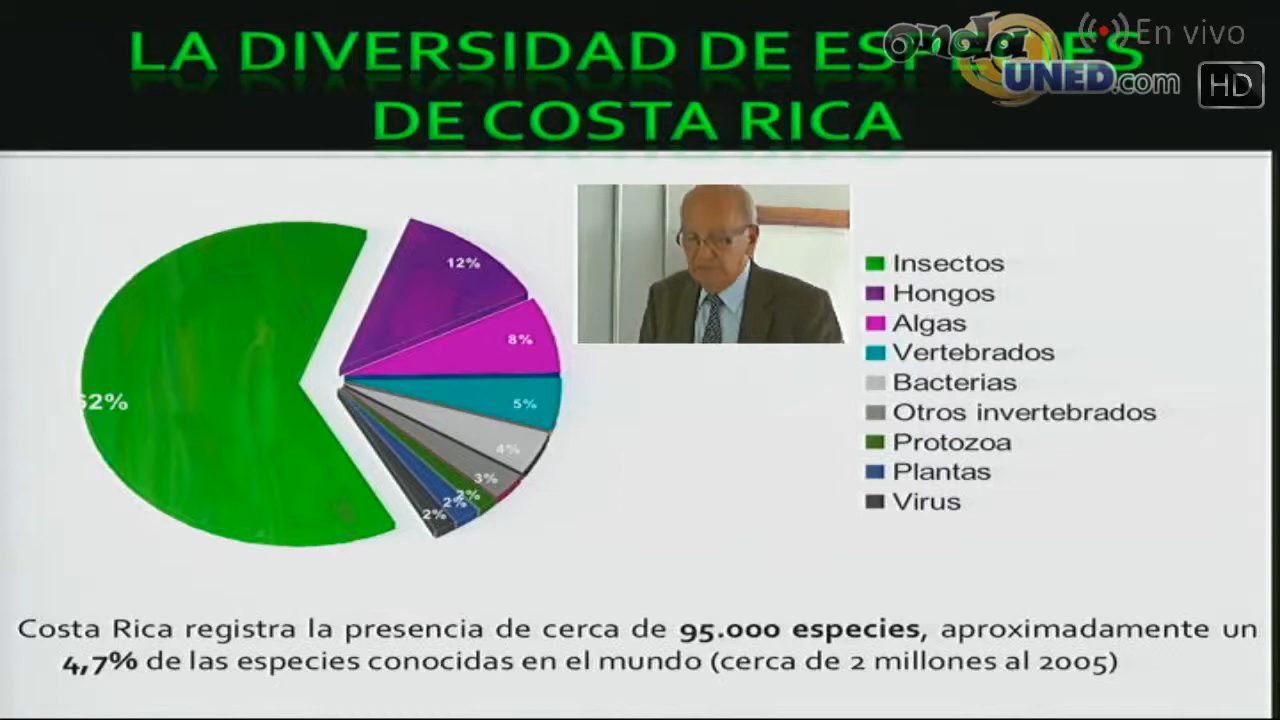 LA DIVERSIDAD DE ESPECIES
DE COSTA RICA
onda
UNED.com
En vivo
HD
12%
8%
5%
4%
3%
2%
2%
2%
62%
Insectos
Hongos
Algas
Vertebrados
Bacterias
Otros invertebrados
Protozoa
Plantas
Virus
Costa Rica registra la presencia de cerca de 95.000 especies, aproximadamente un
4,7% de las especies conocidas en el mundo (cerca de 2 millones al 2005)